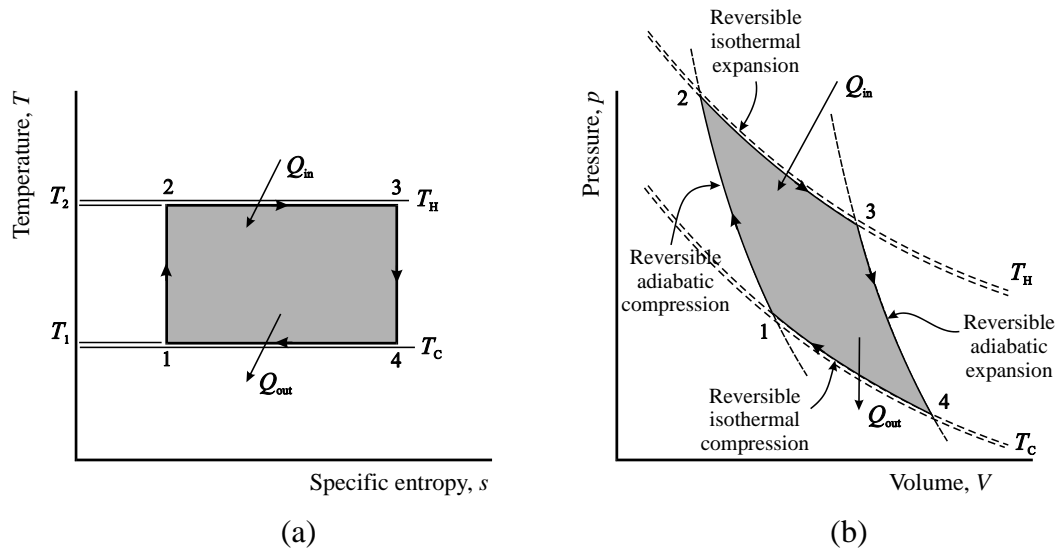 Temperature, T
T2
T1
2
3
Qin
TH
1
4
TC
Qout
Specific entropy, s
(a)
Pressure, p
Reversible
isothermal
expansion
2
Qin
3
TH
Reversible
adiabatic
compression
1
Reversible
adiabatic
expansion
Reversible
isothermal
compression
Qout
4
TC
Volume, V
(b)